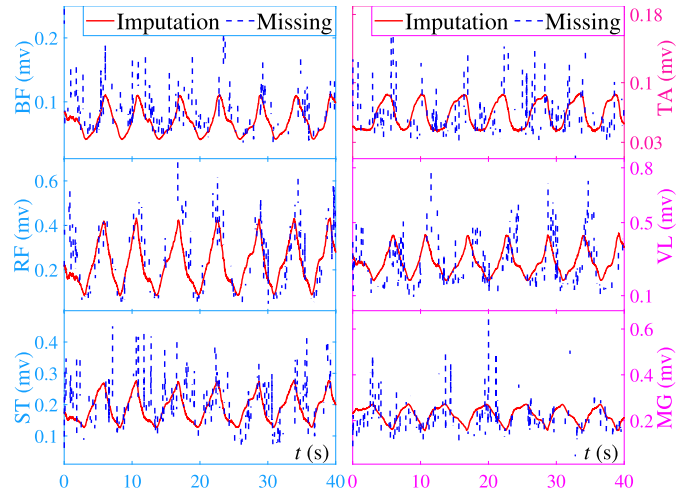 Imputation Missing
Imputation Missing
BF (mv)
0.2
0.1
TA (mv)
0.18
0.1
0.03
RF (mv)
0.6
0.4
0.2
VL (mv)
0.8
0.5
0.1
ST (mv)
0.4
0.3
0.2
0.1
t (s)
MG (mv)
0.6
0.2
t (s)
0 10 20 30 40
0 10 20 30 40